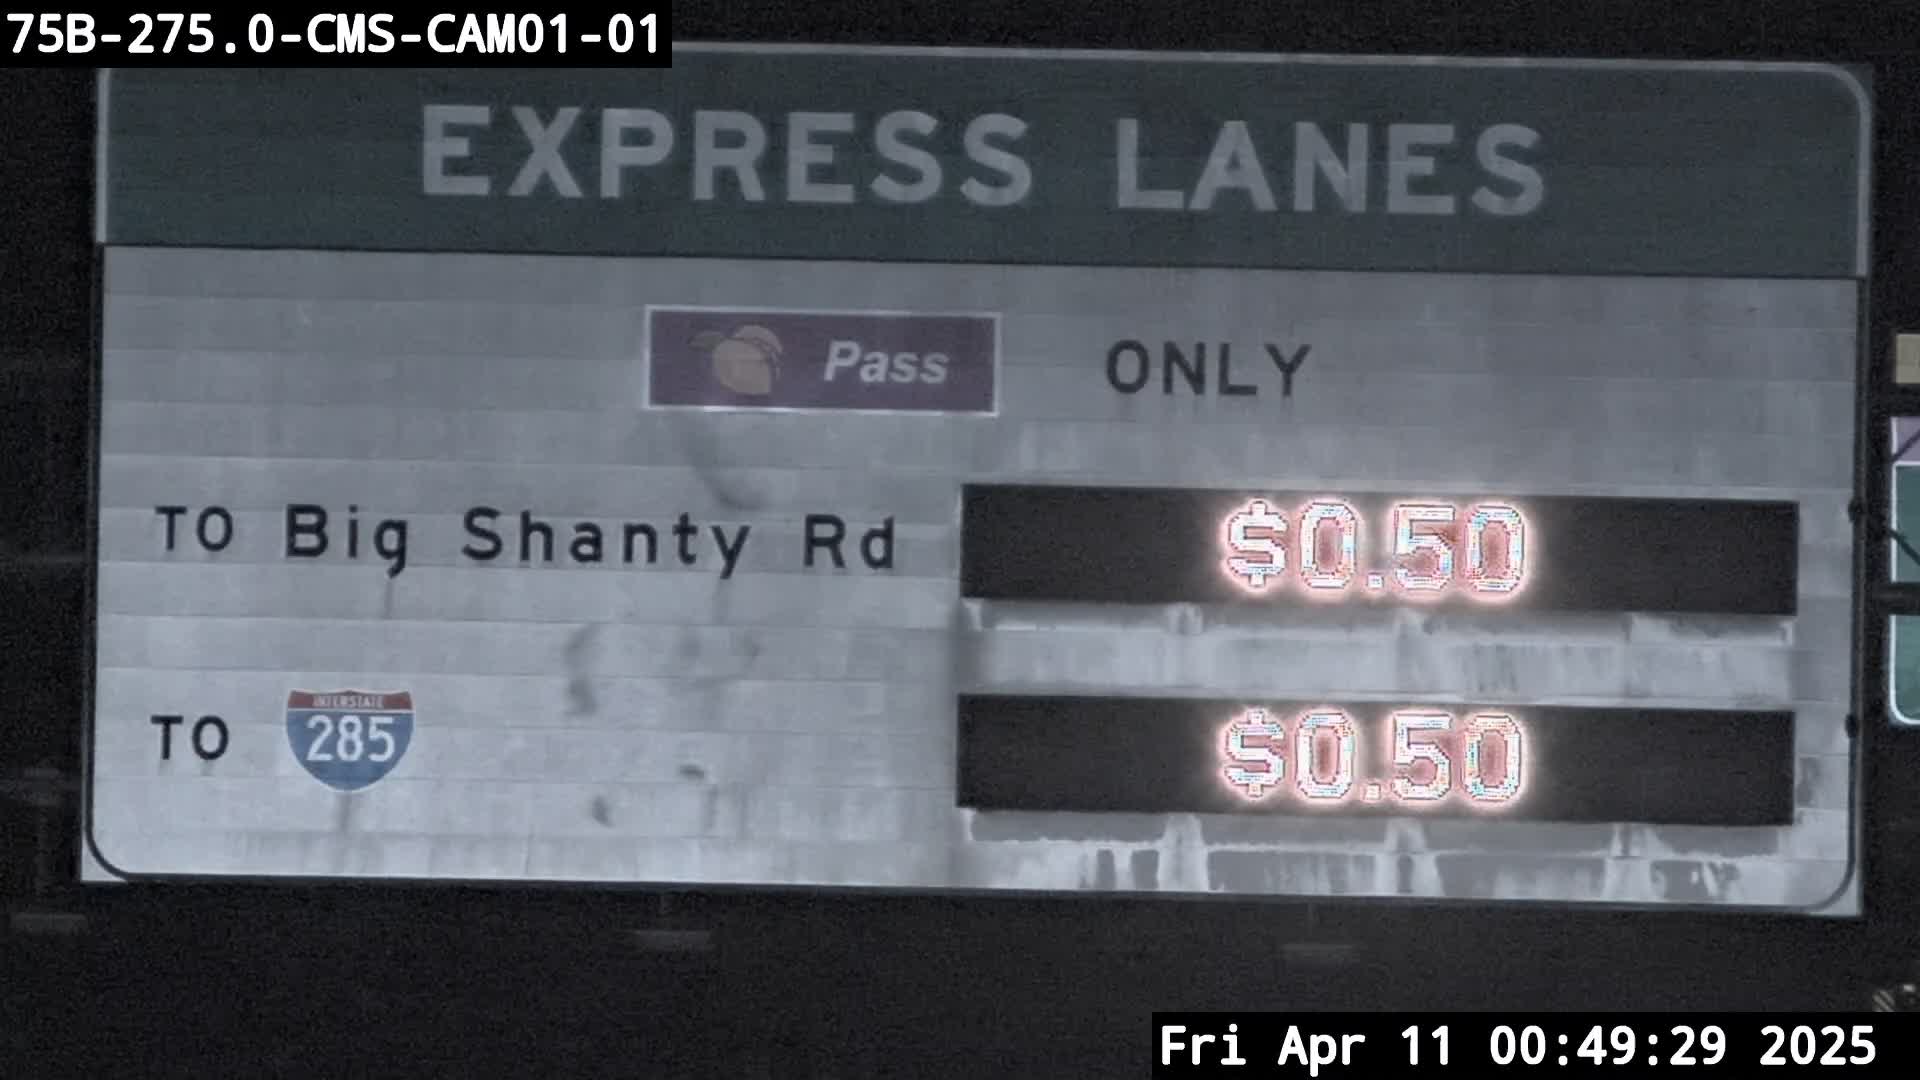 75B-275.0-CMS-CAM01-01
EXPRESS LANES
Pass ONLY
TO Big Shanty Rd $0.50
TO INTERSTATE 285 $0.50
Fri Apr 11 00:49:29 2025